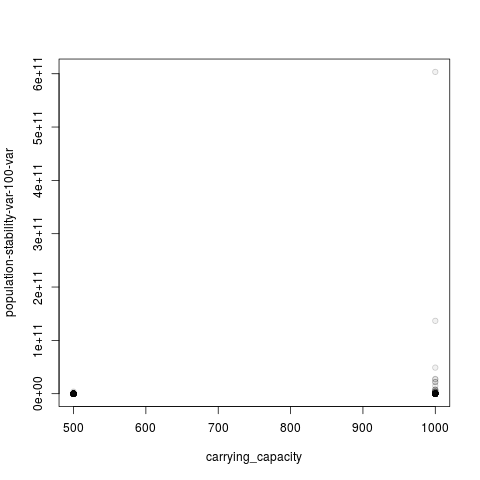 population-stability-var-100-var
6e+11
5e+11
4e+11
3e+11
2e+11
1e+11
0e+00
500 600 700 800 900 1000
carrying_capacity